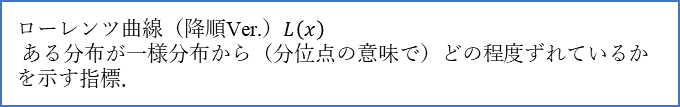 ローレンツ曲線（降順Ver.）𝐿(𝑥)
ある分布が一様分布から（分位点の意味で）どの程度ずれているか
を示す指標.